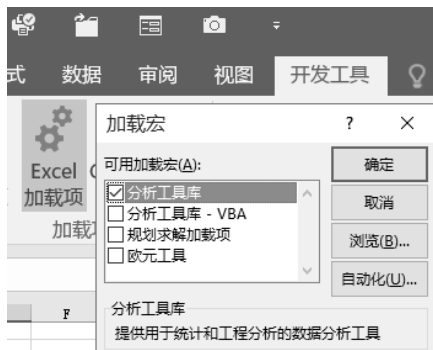 式 数据 审阅 视图 开发工具
加载宏 ? ×
Excel
加载项
加载项
可用加载宏(A):
分析工具库
分析工具库 - VBA
规划求解加载项
欧元工具
确定
取消
浏览(B)...
自动化(U)...
F
分析工具库
提供用于统计和工程分析的数据分析工具